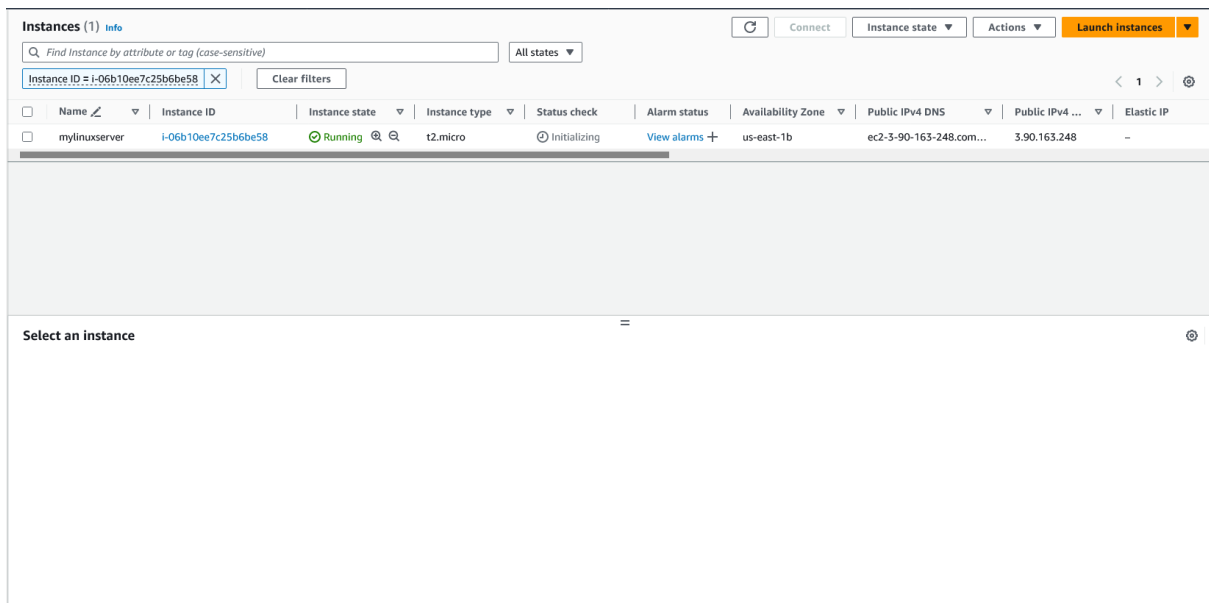 Instances (1) Info
Connect Instance state Actions Launch instances
Find Instance by attribute or tag (case-sensitive)
All states
Instance ID = i-06b10ee7c25b6be58
Clear filters
1
Name Instance ID Instance state Instance type Status check Alarm status Availability Zone Public IPv4 DNS Public IPv4 ... Elastic IP
mylinuxserver i-06b10ee7c25b6be58 Running t2.micro Initializing View alarms + us-east-1b ec2-3-90-163-248.com... 3.90.163.248 –
Select an instance